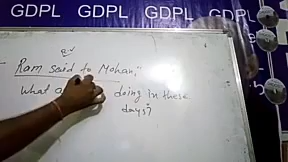 GDPL GDPL GDPL GDPL
Ram said to Mohan,
What a doing in these
days?